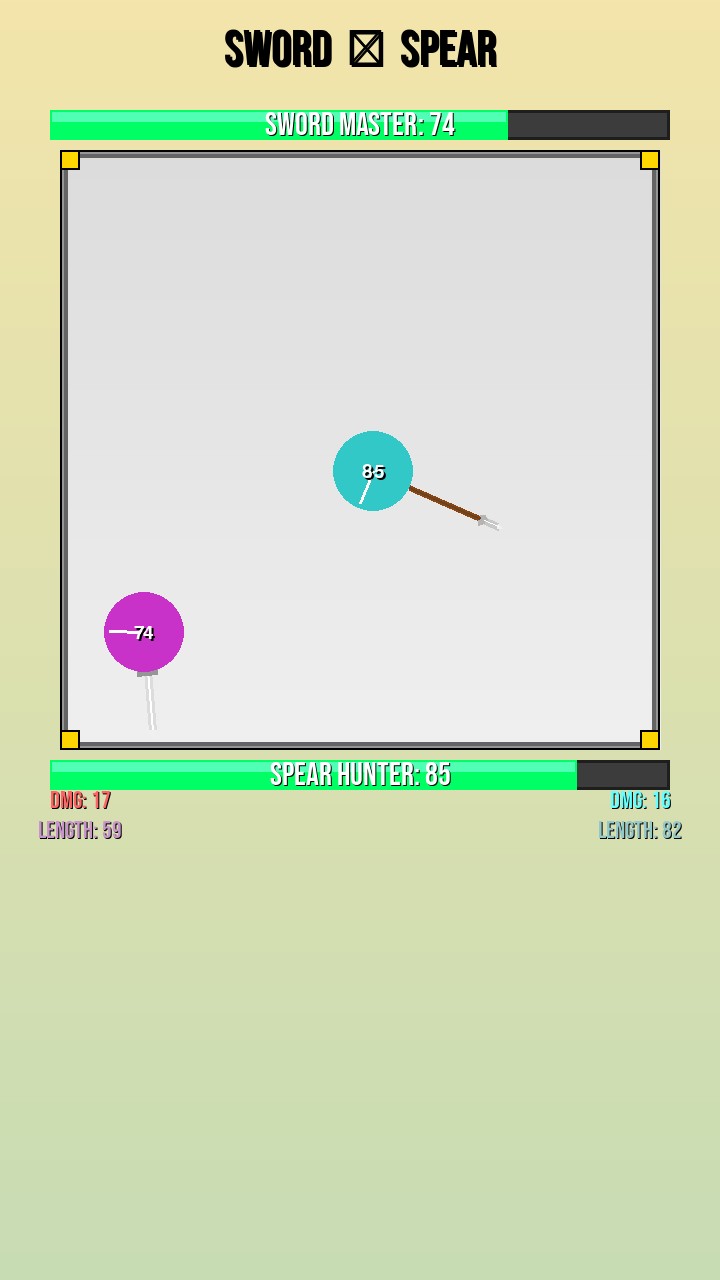 SWORD ☒ SPEAR
SWORD MASTER: 74
85
74
SPEAR HUNTER: 85
DMG: 17
DMG: 16
LENGTH: 59
LENGTH: 82